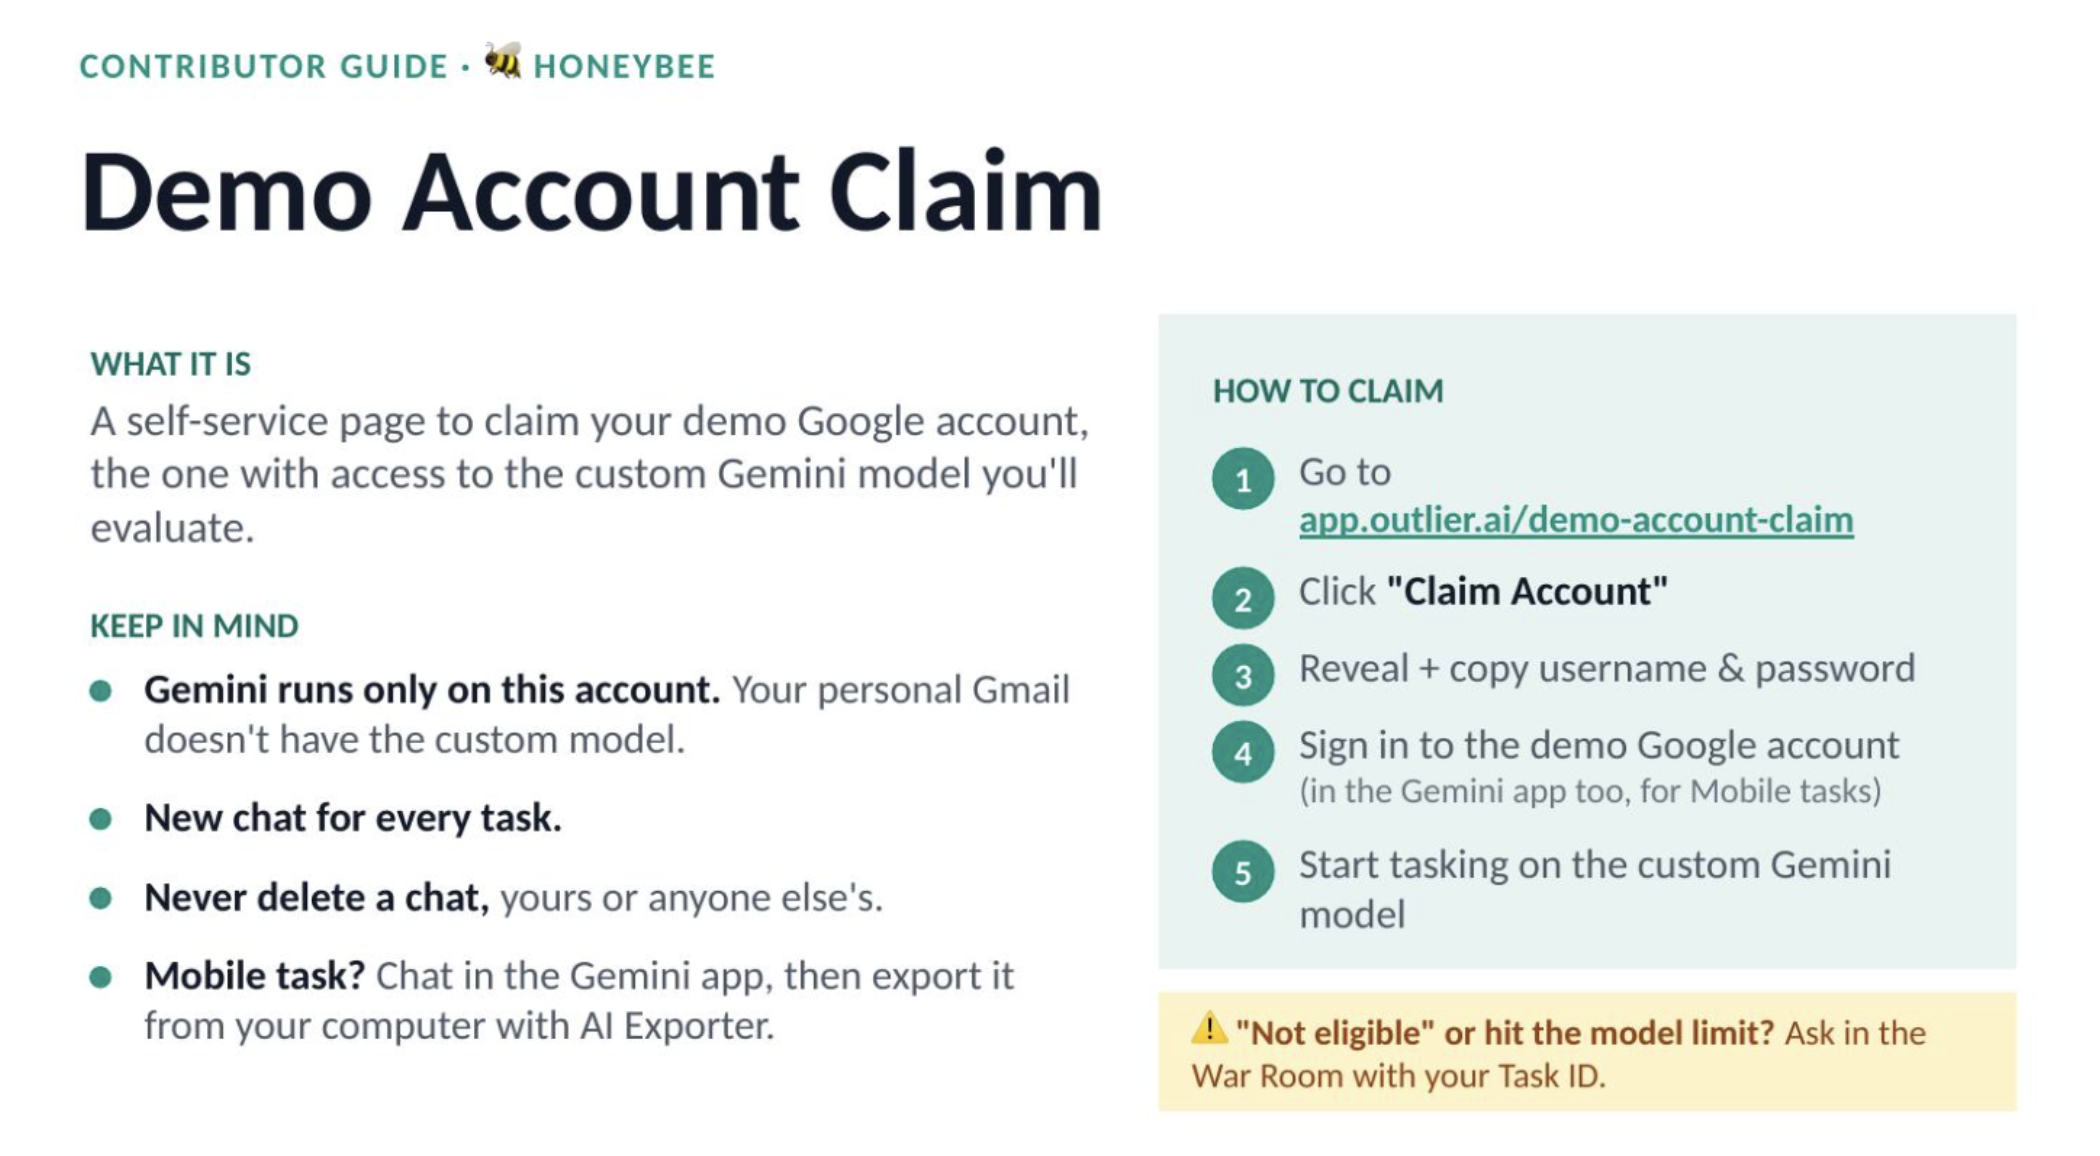 CONTRIBUTOR GUIDE · 🐝 HONEYBEE
Demo Account Claim
WHAT IT IS
A self-service page to claim your demo Google account,
the one with access to the custom Gemini model you'll
evaluate.
KEEP IN MIND
● Gemini runs only on this account. Your personal Gmail
doesn't have the custom model.
● New chat for every task.
● Never delete a chat, yours or anyone else's.
● Mobile task? Chat in the Gemini app, then export it
from your computer with AI Exporter.
HOW TO CLAIM
1 Go to
app.outlier.ai/demo-account-claim
2 Click "Claim Account"
3 Reveal + copy username & password
4 Sign in to the demo Google account
(in the Gemini app too, for Mobile tasks)
5 Start tasking on the custom Gemini
model
⚠️ "Not eligible" or hit the model limit? Ask in the
War Room with your Task ID.